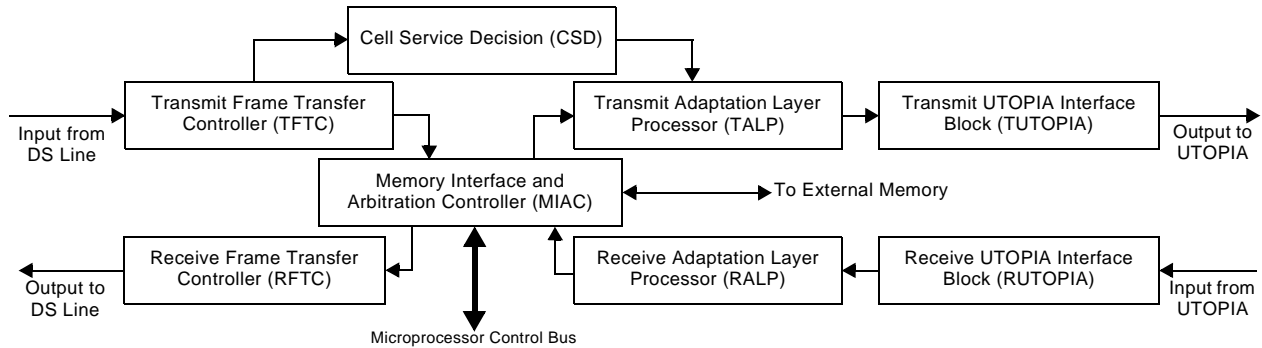 Cell Service Decision (CSD)
Transmit Frame Transfer
Controller (TFTC)
Transmit Adaptation Layer
Processor (TALP)
Transmit UTOPIA Interface
Block (TUTOPIA)
Input from
DS Line
Output to
UTOPIA
Memory Interface and
Arbitration Controller (MIAC)
To External Memory
Receive Frame Transfer
Controller (RFTC)
Receive Adaptation Layer
Processor (RALP)
Receive UTOPIA Interface
Block (RUTOPIA)
Output to
DS Line
Input from
UTOPIA
Microprocessor Control Bus